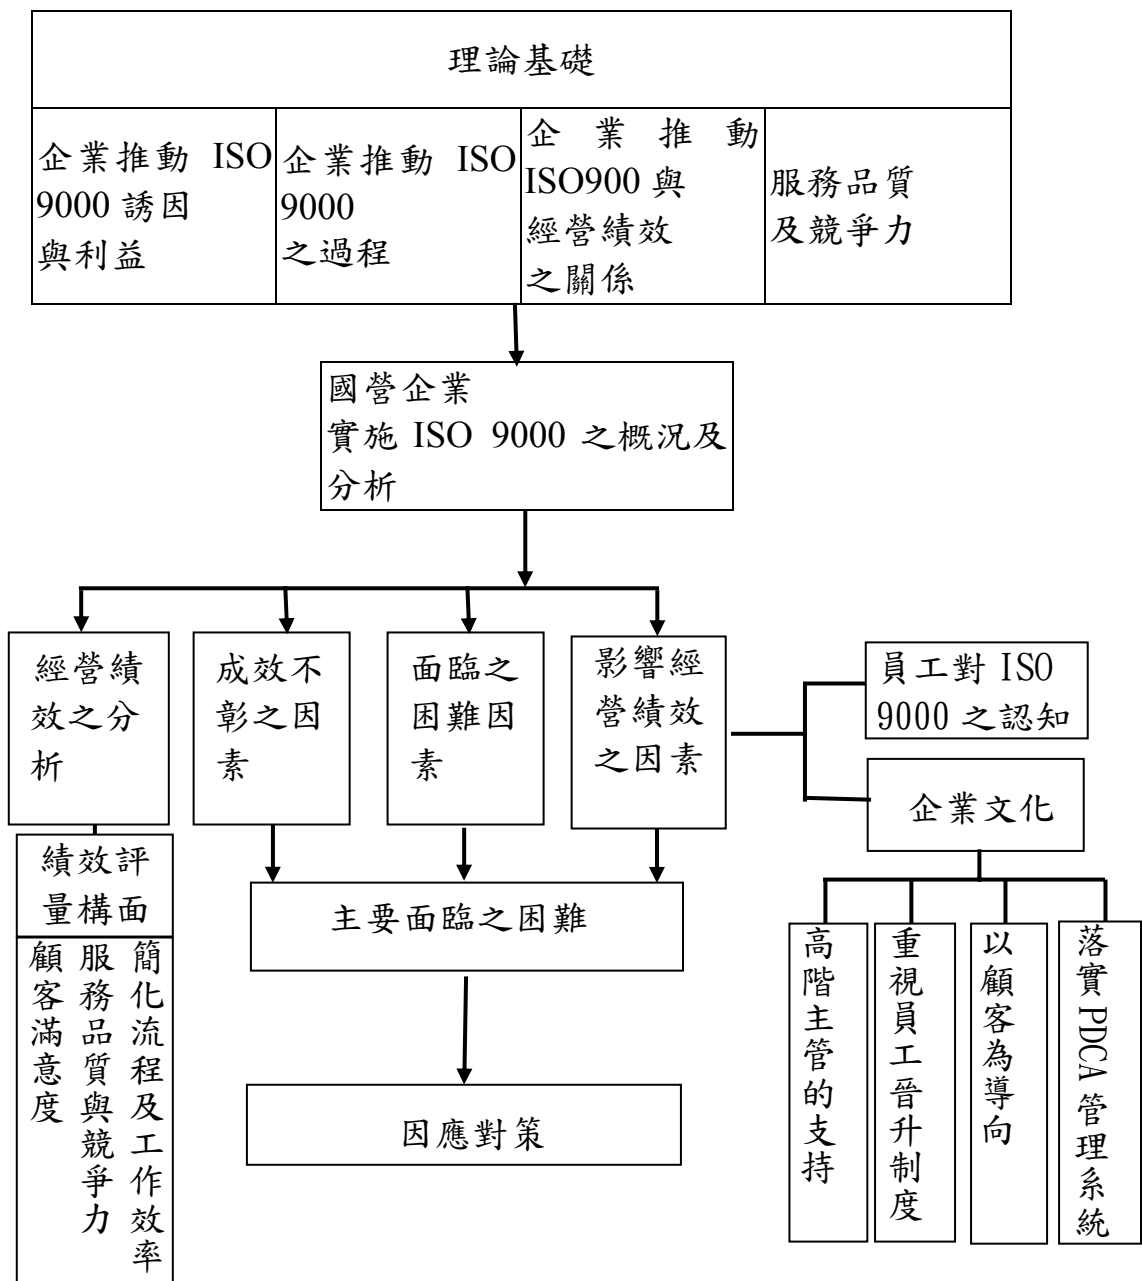 理論基礎
企業推動 ISO
9000 誘因
與利益
企業推動 ISO
9000
之過程
企業推動
ISO900 與
經營績效
之關係
服務品質
及競爭力
國營企業
實施 ISO 9000 之概況及
分析
經營績
效之分
析
成效不
彰之因
素
面臨之
困難因
素
影響經
營績效
之因素
員工對 ISO
9000 之認知
企業文化
績效評
量構面
簡化流程及工作效率
服務品質與競爭力
顧客滿意度
主要面臨之困難
因應對策
高階主管的支持
重視員工晉升制度
以顧客為導向
落實 PDCA 管理系統